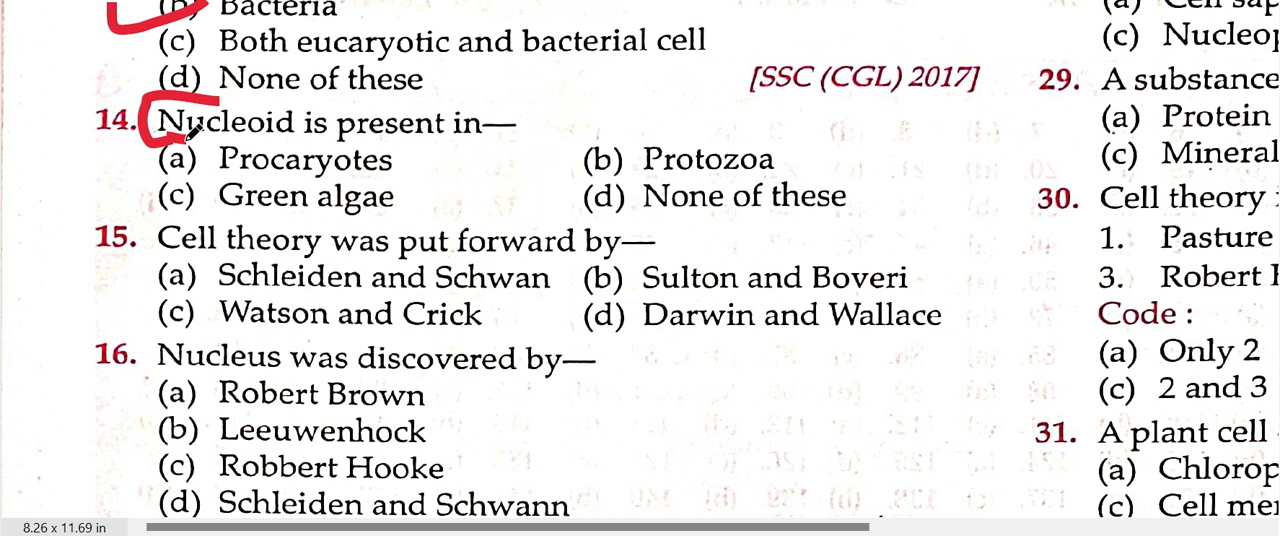 (b) Bacteria
(c) Both eucaryotic and bacterial cell
(d) None of these [SSC (CGL) 2017]
14. Nucleoid is present in—
(a) Procaryotes (b) Protozoa
(c) Green algae (d) None of these
15. Cell theory was put forward by—
(a) Schleiden and Schwan (b) Sulton and Boveri
(c) Watson and Crick (d) Darwin and Wallace
16. Nucleus was discovered by—
(a) Robert Brown
(b) Leeuwenhock
(c) Robbert Hooke
(d) Schleiden and Schwann
(a) Cell
(c)
29. A substance
(a) Protein
(c) Mineral
30. Cell theory
1. Pasture
3. Robert
Code :
(a) Only 2
(c) 2 and 3
31. A plant cell
(a)
(c) Cell
8.26 x 11.69 in